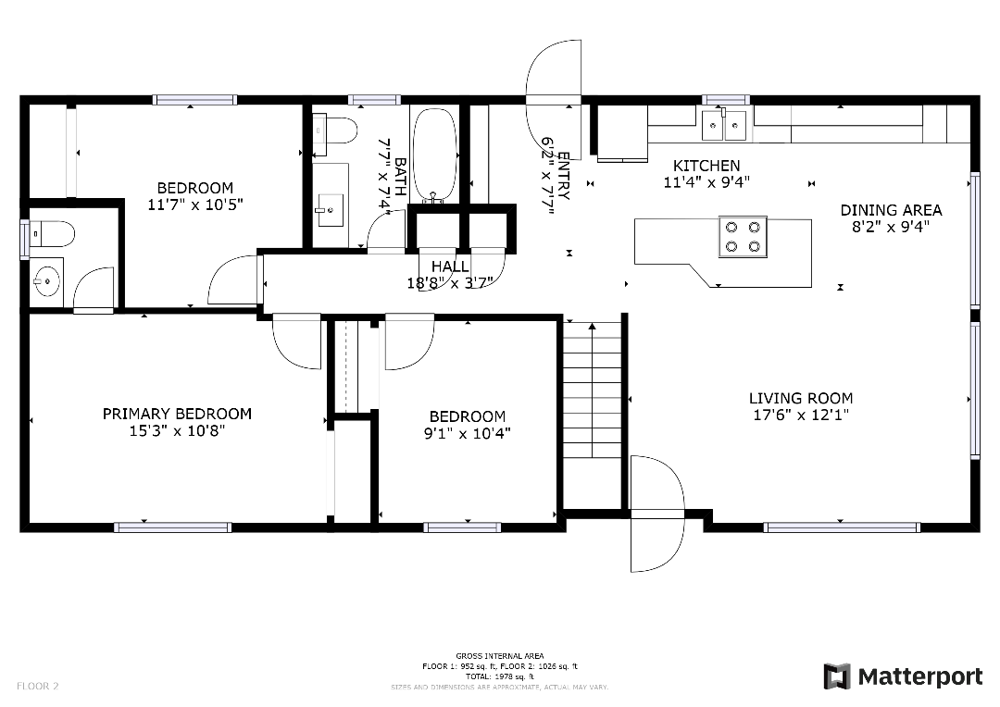 BEDROOM
11'7" x 10'5"
BATH
7'7" x 7'4"
ENTRY
6'2" x 7'7"
KITCHEN
11'4" x 9'4"
DINING AREA
8'2" x 9'4"
HALL
18'8" x 3'7"
PRIMARY BEDROOM
15'3" x 10'8"
BEDROOM
9'1" x 10'4"
LIVING ROOM
17'6" x 12'1"
GROSS INTERNAL AREA
FLOOR 1: 952 sq. ft, FLOOR 2: 1026 sq. ft
TOTAL: 1978 sq. ft
SIZES AND DIMENSIONS ARE APPROXIMATE, ACTUAL MAY VARY.
FLOOR 2
Matterport